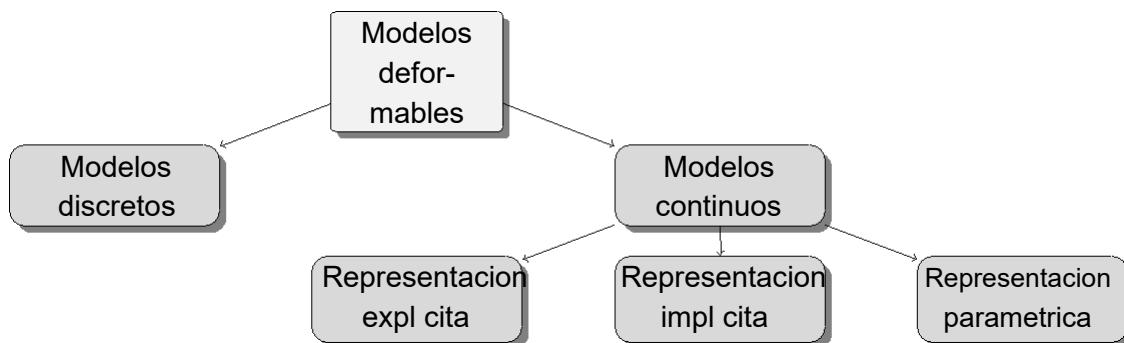 Modelos
defor-
mables
Modelos
discretos
Modelos
continuos
Representacion
expl cita
Representacion
impl cita
Representacion
parametrica